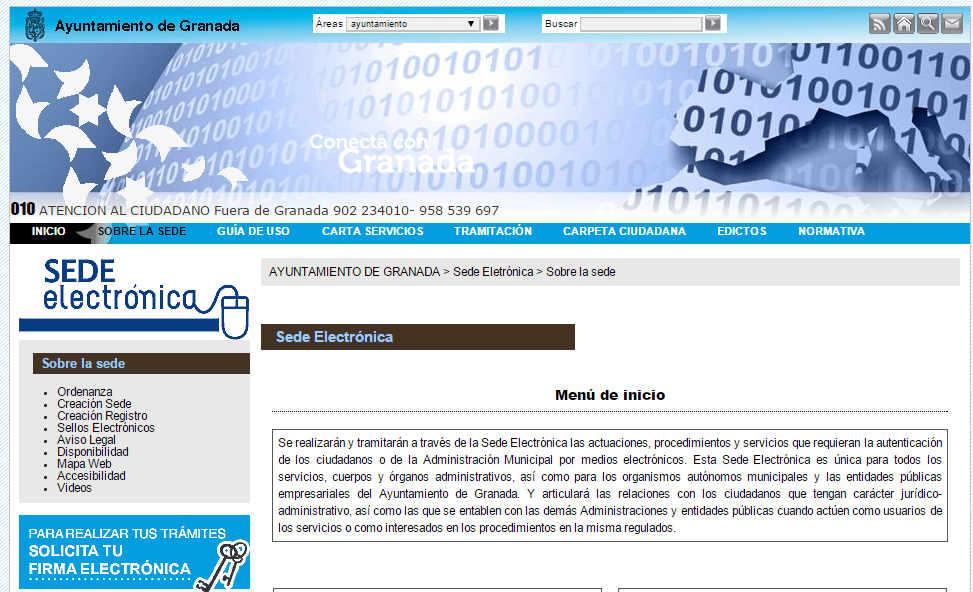 Ayuntamiento de Granada
Áreas ayuntamiento
Buscar
Conecta con
Granada
010 ATENCION AL CIUDADANO Fuera de Granada 902 234010- 958 539 697
INICIO SOBRE LA SEDE GUÍA DE USO CARTA SERVICIOS TRAMITACIÓN CARPETA CIUDADANA EDICTOS NORMATIVA
SEDE
electrónica
AYUNTAMIENTO DE GRANADA > Sede Eletrónica > Sobre la sede
Sede Electrónica
Sobre la sede
Ordenanza
Creación Sede
Creación Registro
Sellos Electrónicos
Aviso Legal
Disponibilidad
Mapa Web
Accesibilidad
Videos
PARA REALIZAR TUS TRÁMITES
SOLICITA TU
FIRMA ELECTRÓNICA
Menú de inicio
Se realizarán y tramitarán a través de la Sede Electrónica las actuaciones, procedimientos y servicios que requieran la autenticación
de los ciudadanos o de la Administración Municipal por medios electrónicos. Esta Sede Electrónica es única para todos los
servicios, cuerpos y órganos administrativos, así como para los organismos autónomos municipales y las entidades públicas
empresariales del Ayuntamiento de Granada. Y articulará las relaciones con los ciudadanos que tengan carácter jurídico-
administrativo, así como las que se entablen con las demás Administraciones y entidades públicas cuando actúen como usuarios de
los servicios o como interesados en los procedimientos en la misma regulados.